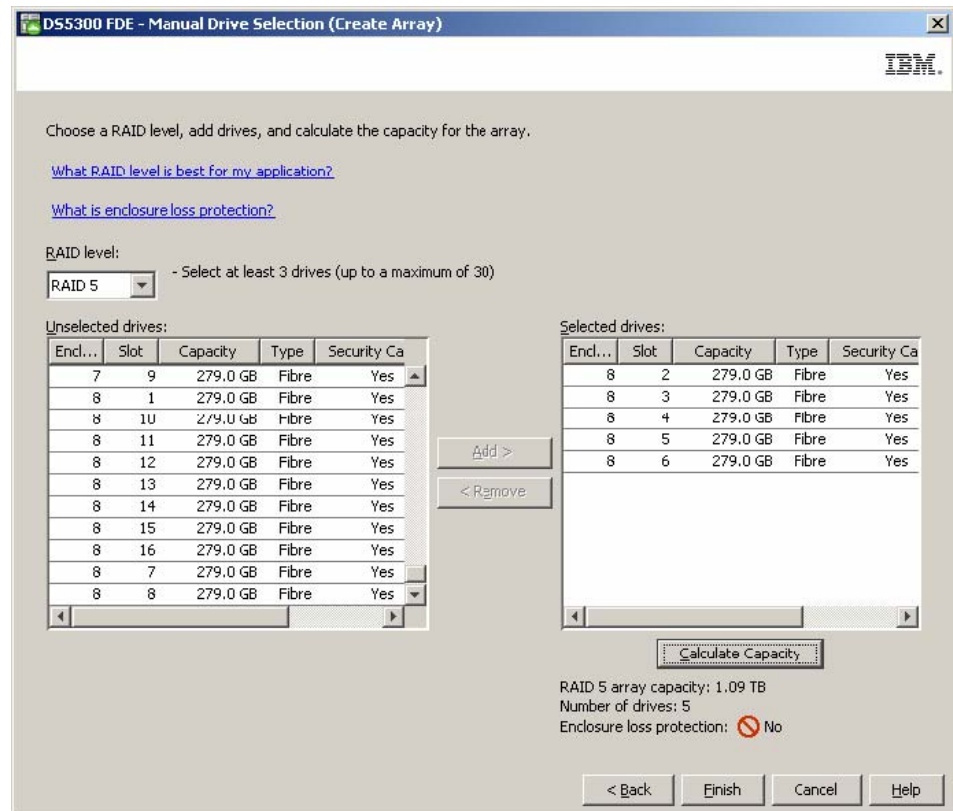 DS5300 FDE - Manual Drive Selection (Create Array)
IBM.
Choose a RAID level, add drives, and calculate the capacity for the array.
What RAID level is best for my application?
What is enclosure loss protection?
RAID level:
RAID 5 - Select at least 3 drives (up to a maximum of 30)
Unselected drives:
Encl... Slot Capacity Type Security Ca
7 9 279.0 GB Fibre Yes
8 1 279.0 GB Fibre Yes
8 10 279.0 GB Fibre Yes
8 11 279.0 GB Fibre Yes
8 12 279.0 GB Fibre Yes
8 13 279.0 GB Fibre Yes
8 14 279.0 GB Fibre Yes
8 15 279.0 GB Fibre Yes
8 16 279.0 GB Fibre Yes
8 7 279.0 GB Fibre Yes
8 8 279.0 GB Fibre Yes
Add >
< Remove
Selected drives:
Encl... Slot Capacity Type Security Ca
8 2 279.0 GB Fibre Yes
8 3 279.0 GB Fibre Yes
8 4 279.0 GB Fibre Yes
8 5 279.0 GB Fibre Yes
8 6 279.0 GB Fibre Yes
Calculate Capacity
RAID 5 array capacity: 1.09 TB
Number of drives: 5
Enclosure loss protection: No
< Back Finish Cancel Help